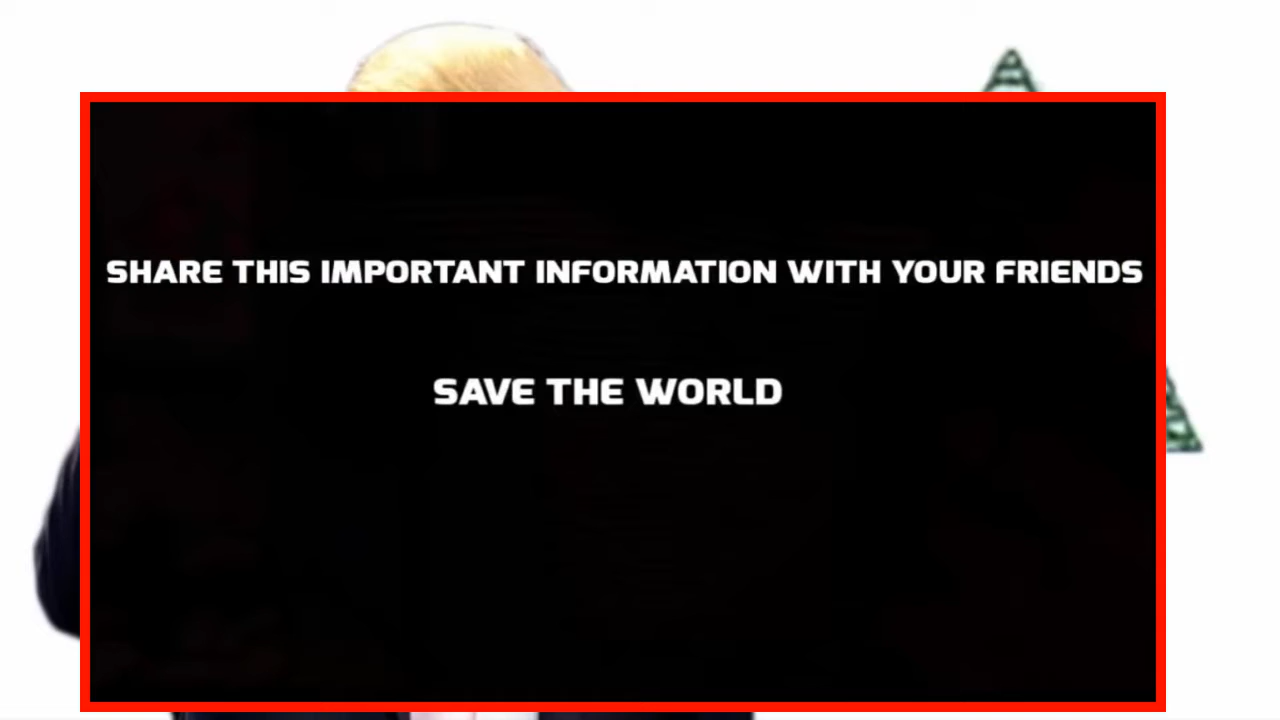 SHARE THIS IMPORTANT INFORMATION WITH YOUR FRIENDS
SAVE THE WORLD